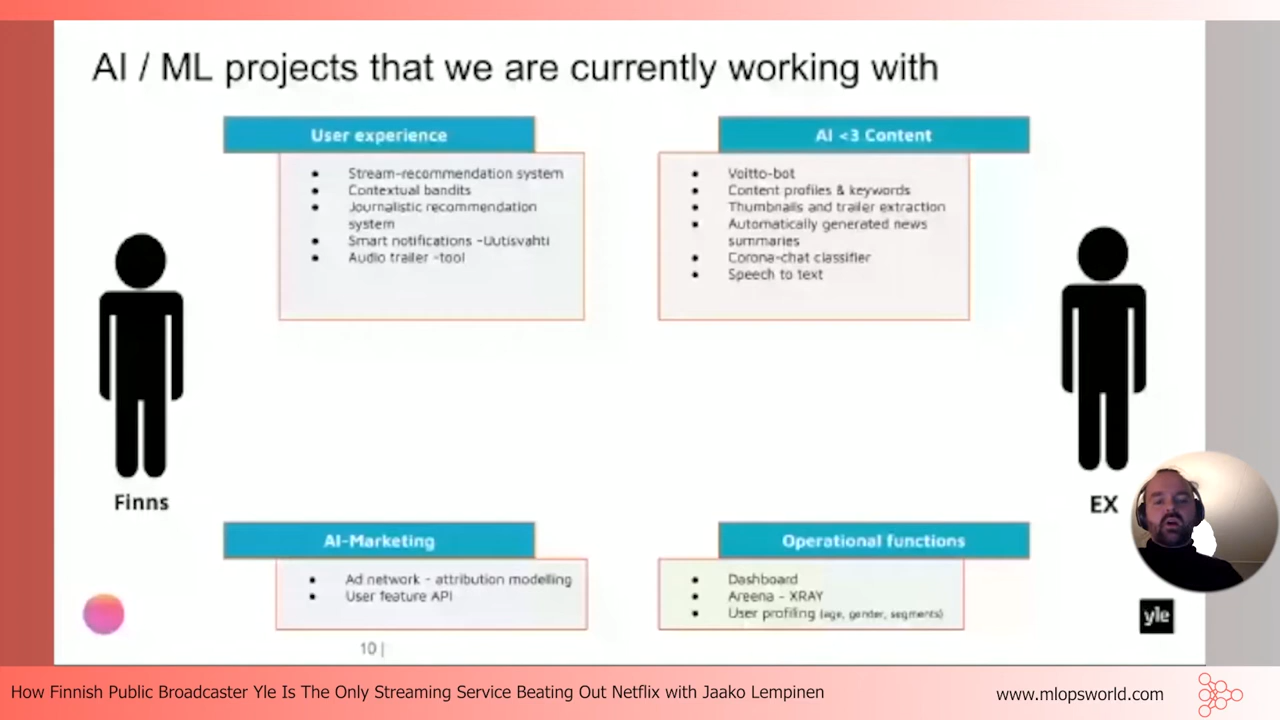 AI / ML projects that we are currently working with
User experience
Stream-recommendation system
Contextual bandits
Journalistic recommendation
system
Smart notifications -Uutisvahti
Audio trailer -tool
AI <3 Content
Voitto-bot
Content profiles & keywords
Thumbnails and trailer extraction
Automatically generated news
summaries
Corona-chat classifier
Speech to text
Finns
EX
AI-Marketing
Ad network - attribution modelling
User feature API
Operational functions
Dashboard
Areena - XRAY
User profiling (age, gender, segments)
yle
10 |
How Finnish Public Broadcaster Yle Is The Only Streaming Service Beating Out Netflix with Jaako Lempinen
www.mlopsworld.com